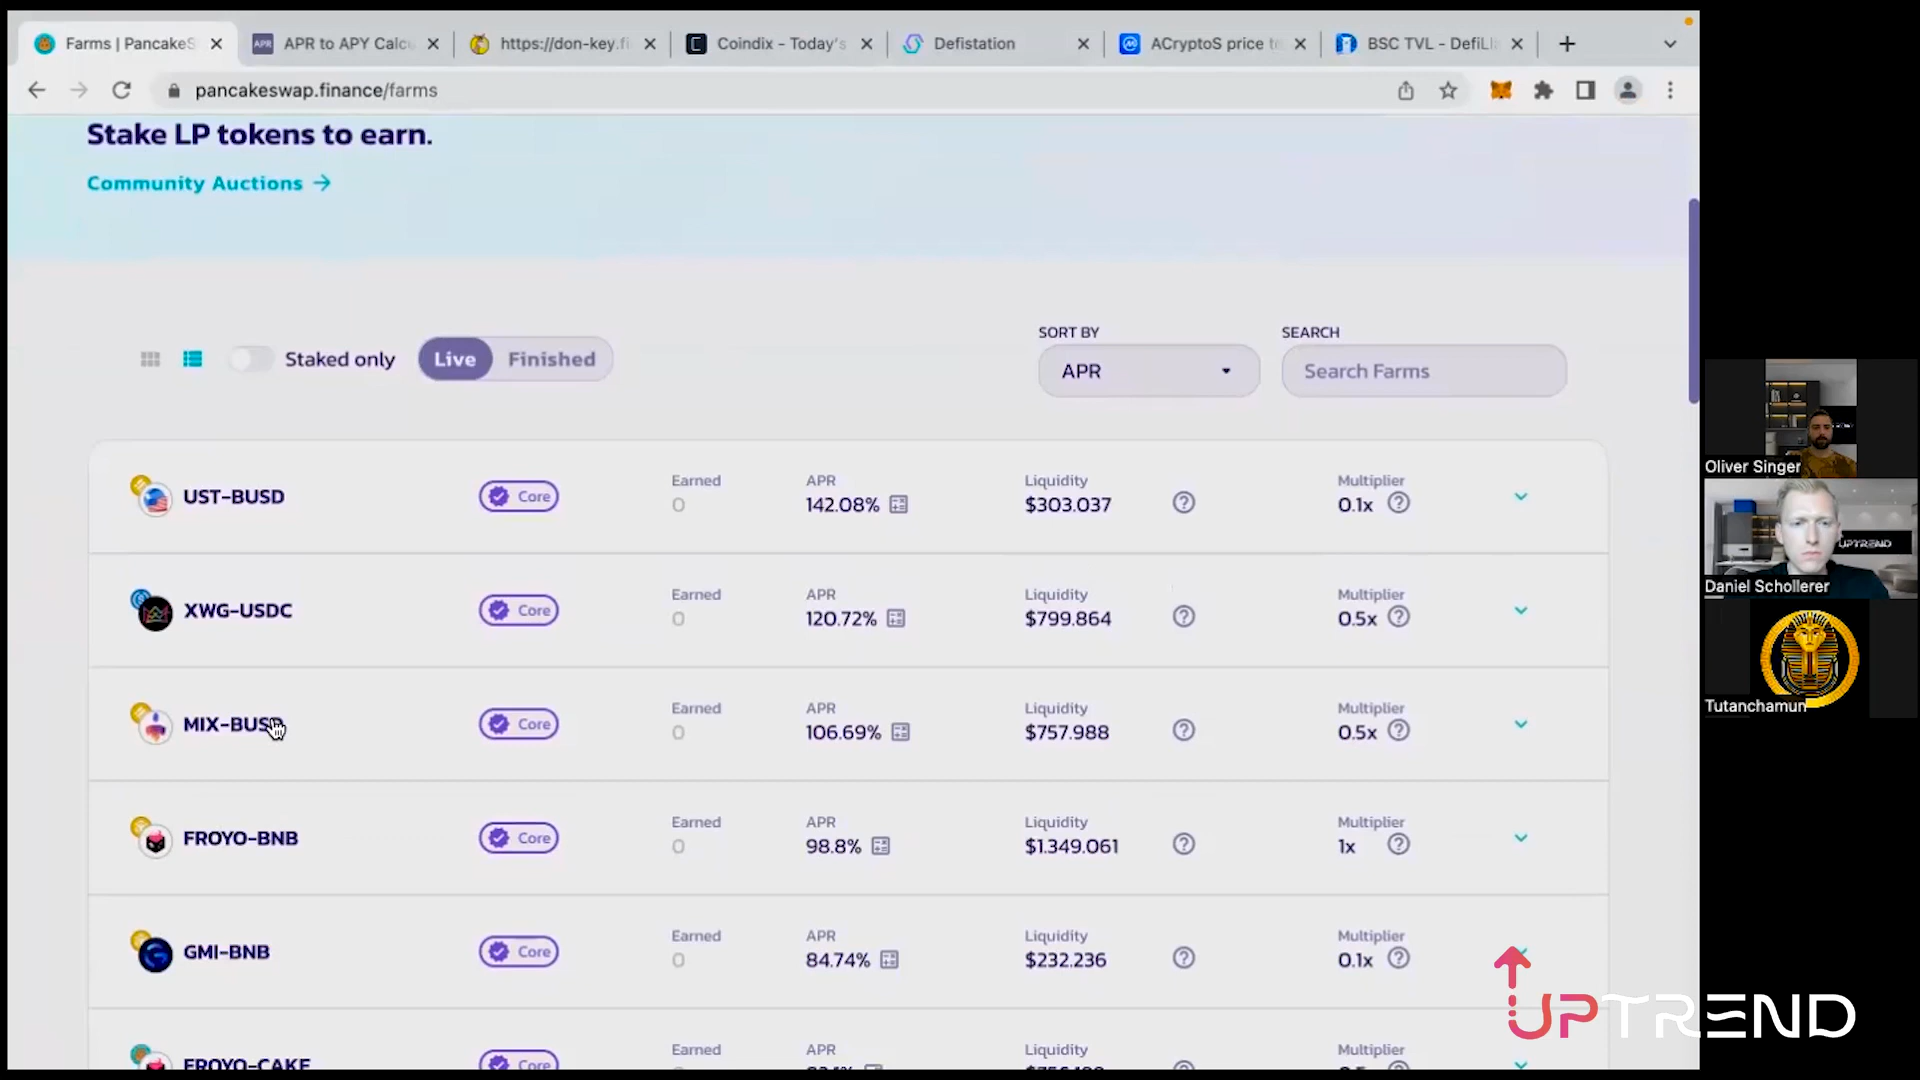 Farms | PancakeS
APR to APY Calcu
https://don-key.fi
Coindix - Today's
Defistation
ACryptoS price t
BSC TVL - DefiLl
pancakeswap.finance/farms
Stake LP tokens to earn.
Community Auctions
Staked only
Live
Finished
SORT BY
APR
SEARCH
Search Farms
UST-BUSD
Core
Earned
0
APR
142.08%
Liquidity
$303.037
Multiplier
0.1x
XWG-USDC
Core
Earned
0
APR
120.72%
Liquidity
$799.864
Multiplier
0.5x
MIX-BUSD
Core
Earned
0
APR
106.69%
Liquidity
$757.988
Multiplier
0.5x
FROYO-BNB
Core
Earned
0
APR
98.8%
Liquidity
$1.349.061
Multiplier
1x
GMI-BNB
Core
Earned
0
APR
84.74%
Liquidity
$232.236
Multiplier
0.1x
FROYO-CAKE
Core
Earned
APR
Liquidity
Multiplier
Oliver Singer
UPTREND
Daniel Schollerer
Tutanchamun
UPTREND